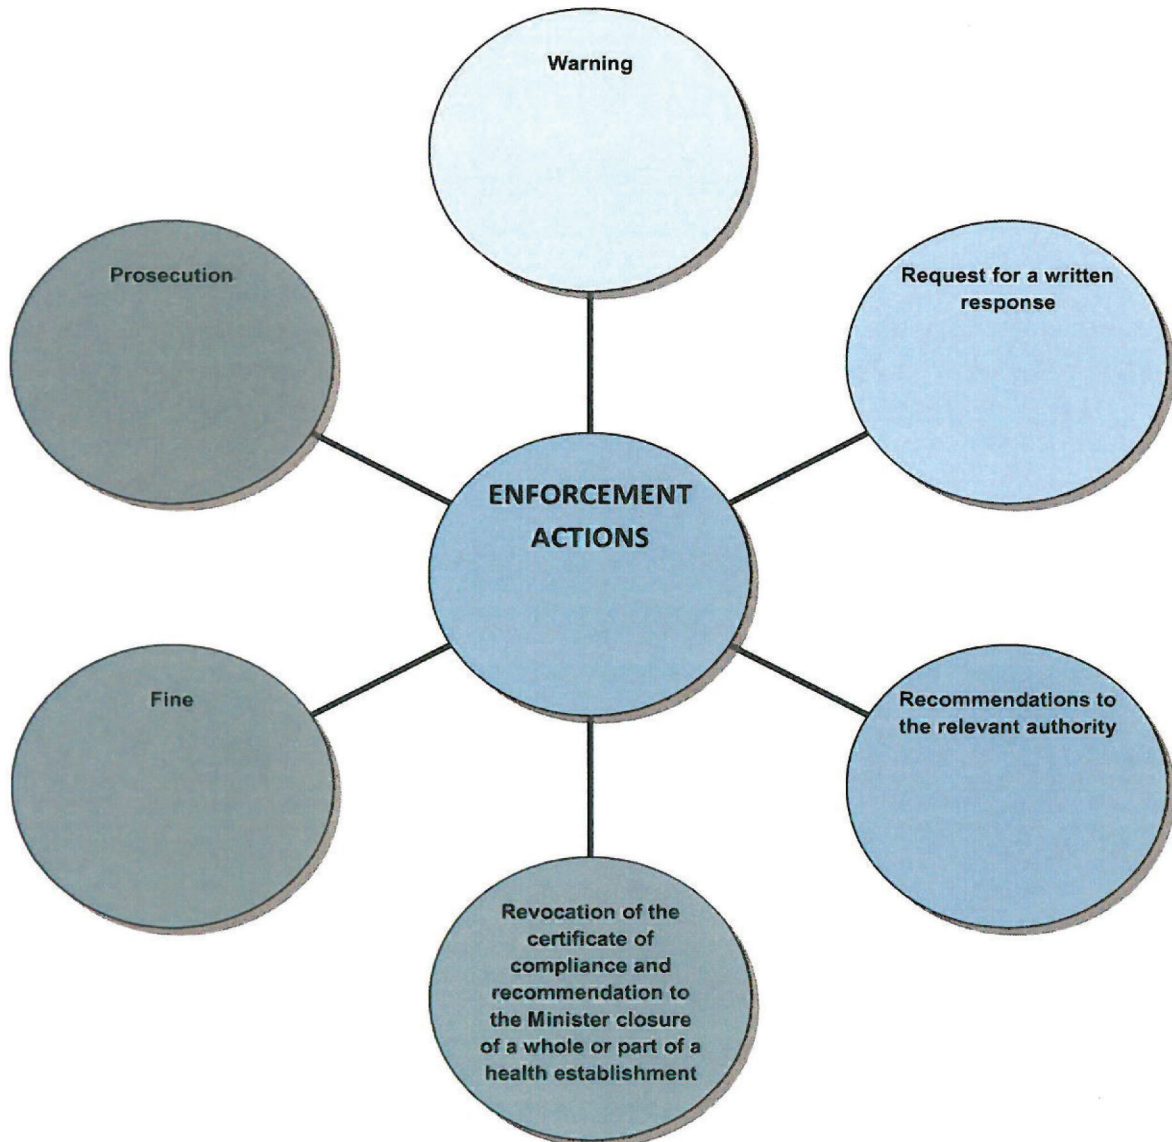 Warning
Prosecution
Request for a written
response
ENFORCEMENT
ACTIONS
Fine
Recommendations to
the relevant authority
Revocation of the
certificate of
compliance and
recommendation to
the Minister closure
of a whole or part of a
health establishment